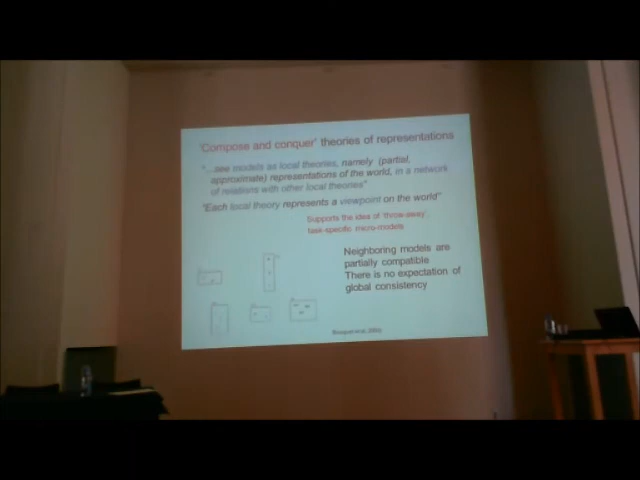 'Compose and conquer' theories of representations
"...see models as local theories, namely (partial,
approximate) representations of the world, in a network
of relations with other local theories"
"Each local theory represents a viewpoint on the world"
Supports the idea of 'throw-away',
task-specific micro-models
Neighboring models are
partially compatible
There is no expectation of
global consistency